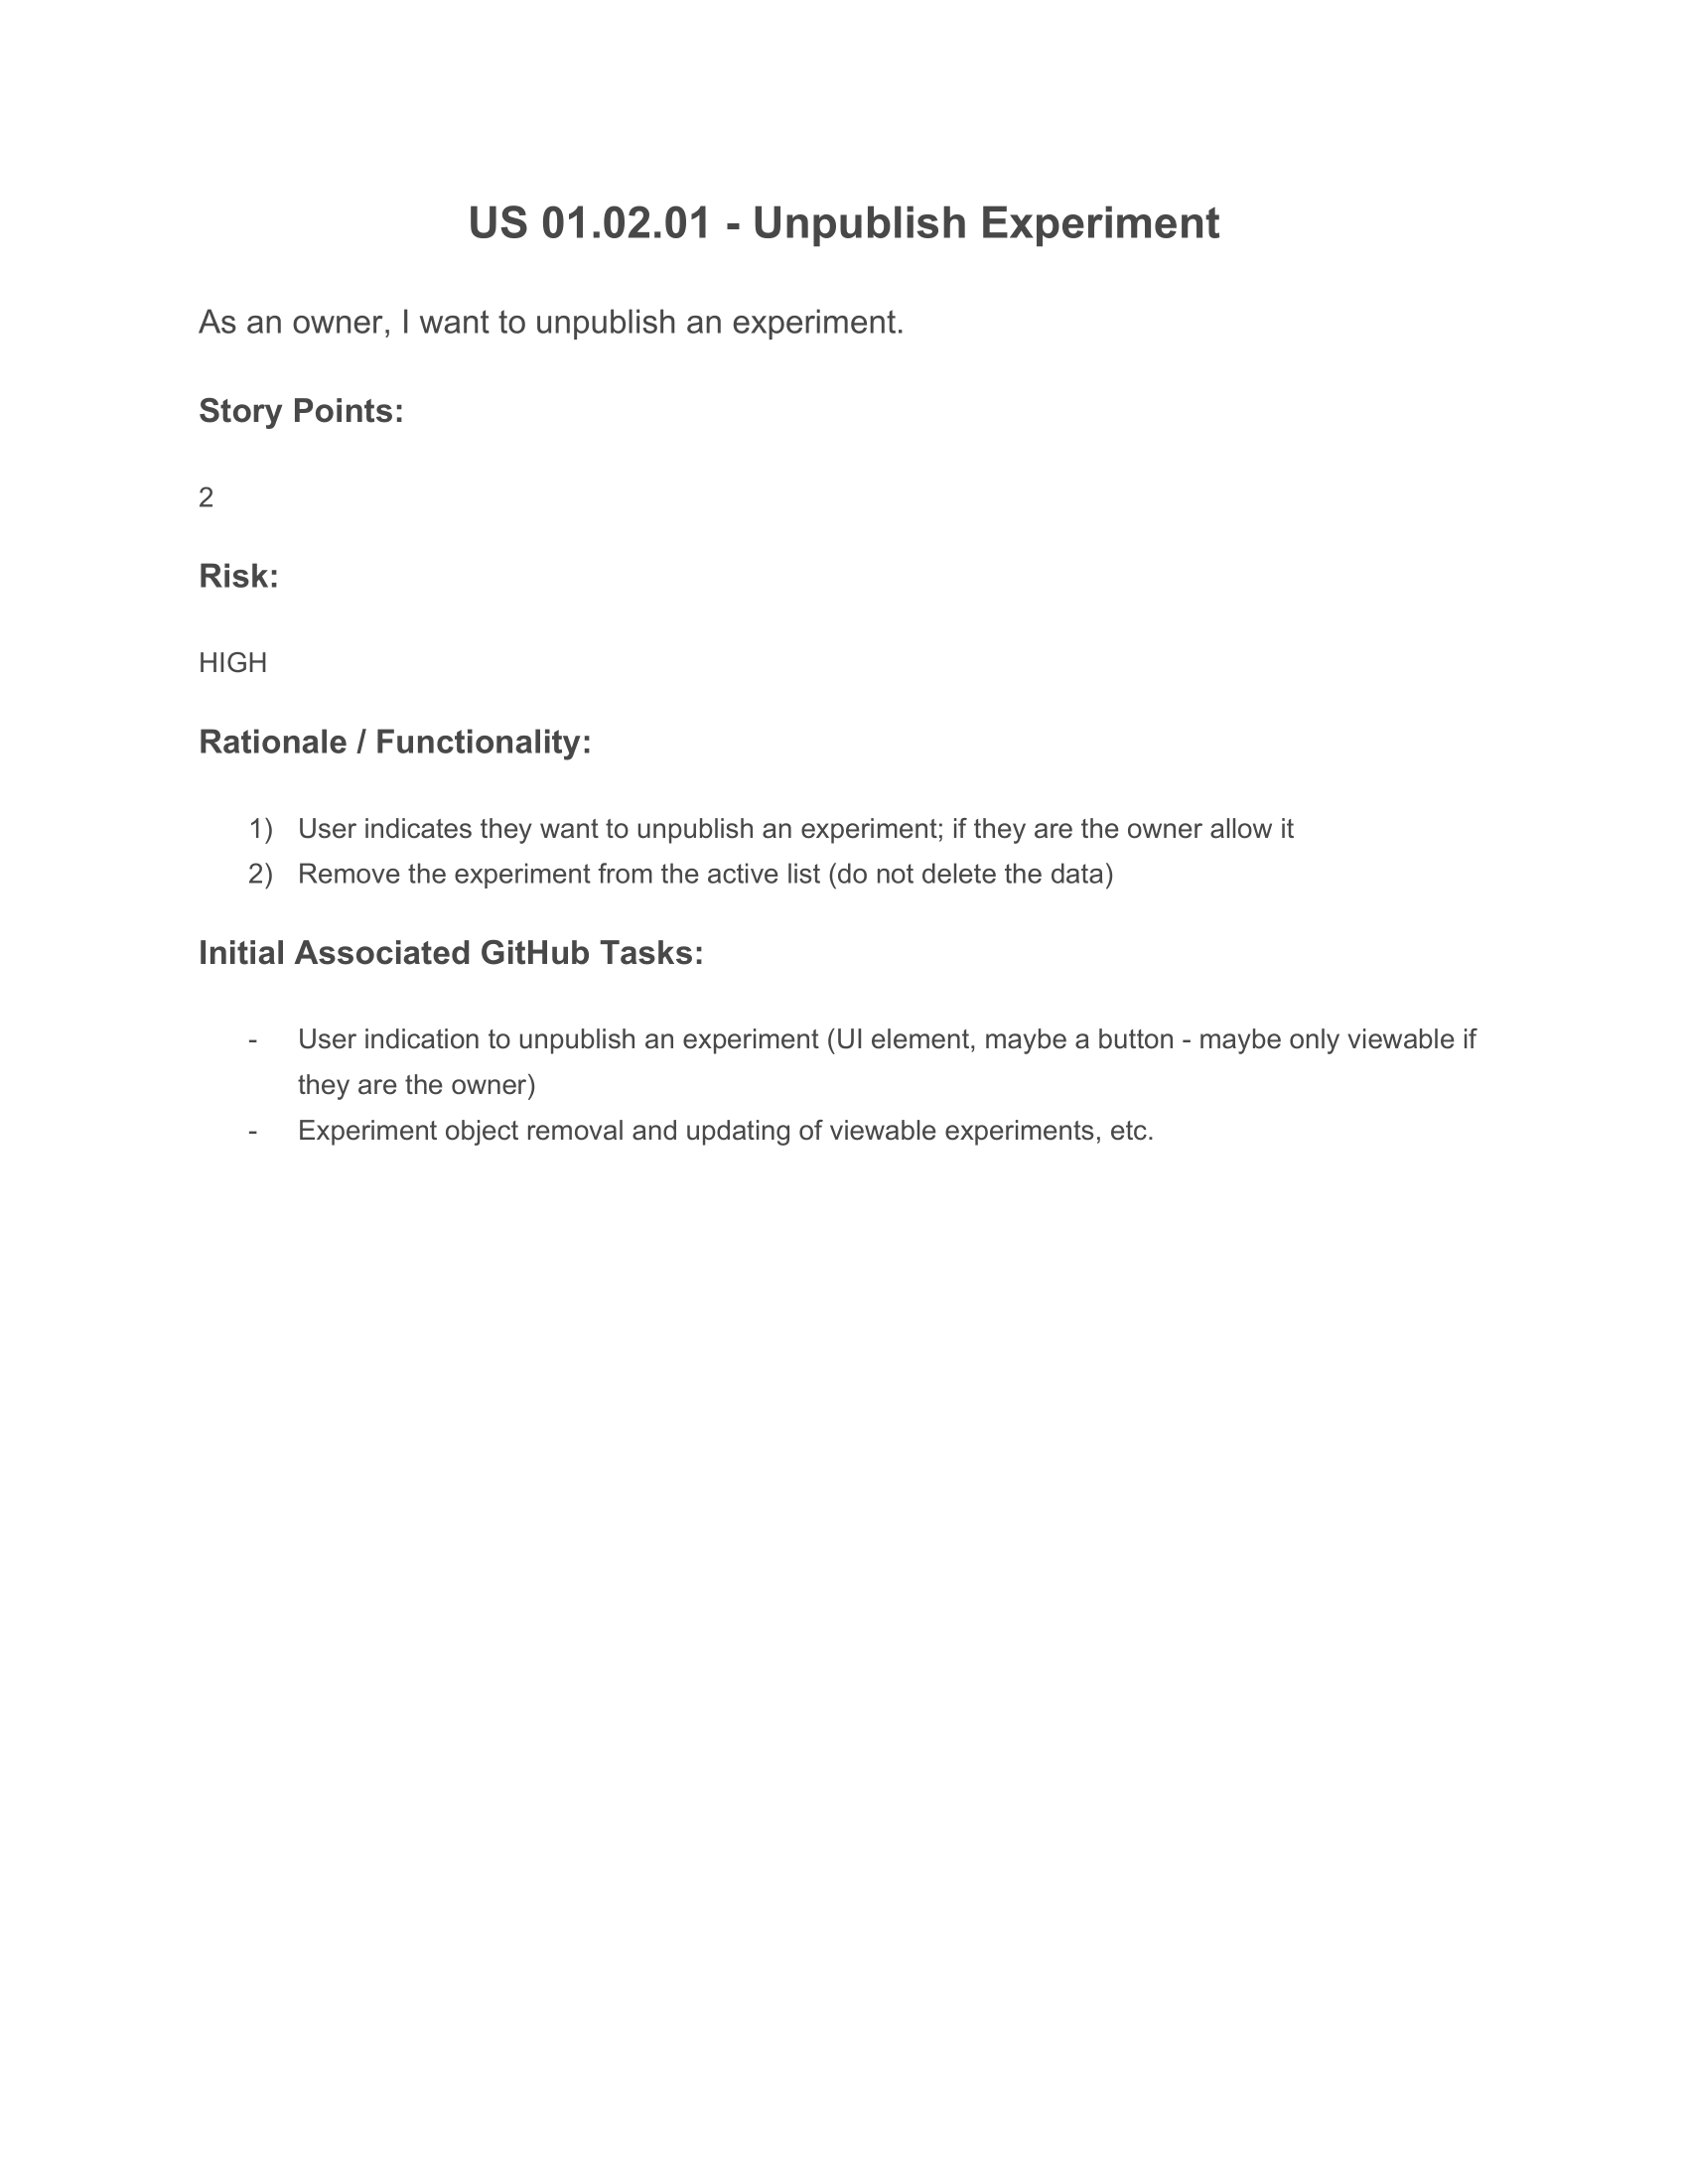 US 01.02.01 - Unpublish Experiment
As an owner, I want to unpublish an experiment.
Story Points:
2
Risk:
HIGH
Rationale / Functionality:
1) User indicates they want to unpublish an experiment; if they are the owner allow it
2) Remove the experiment from the active list (do not delete the data)
Initial Associated GitHub Tasks:
- User indication to unpublish an experiment (UI element, maybe a button - maybe only viewable if
they are the owner)
- Experiment object removal and updating of viewable experiments, etc.